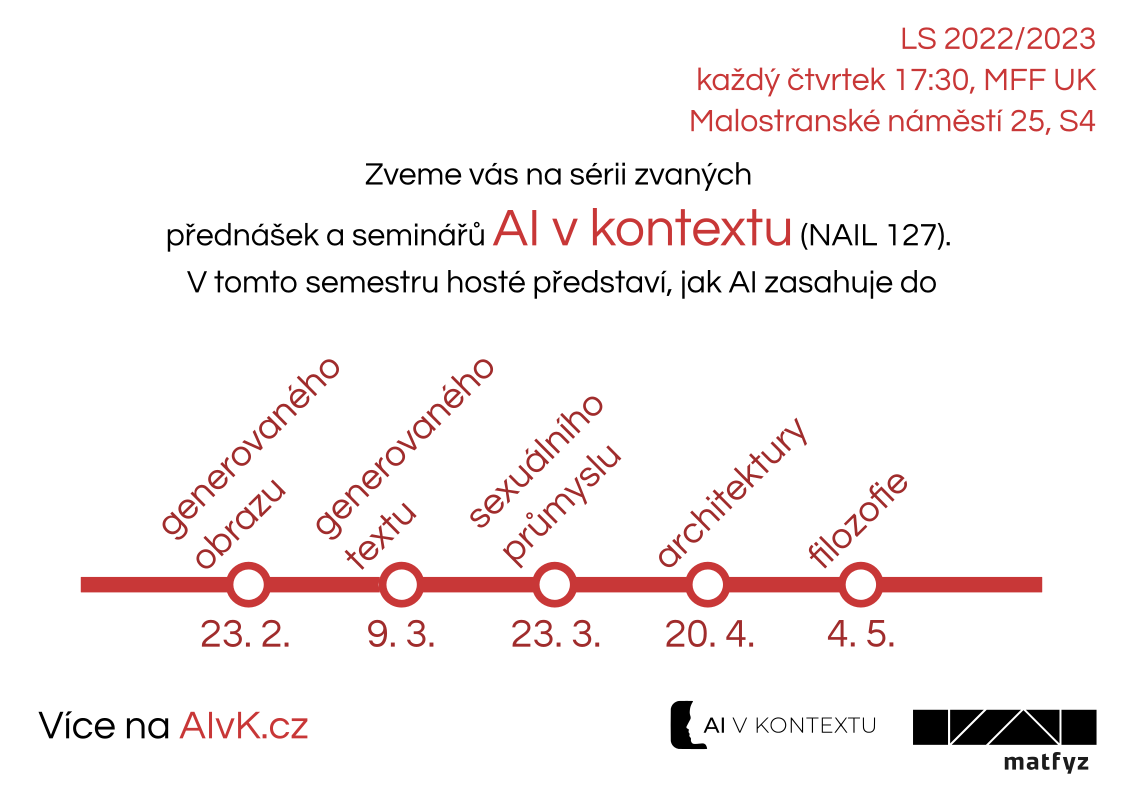 LS 2022/2023
každý čtvrtek 17:30, MFF UK
Malostranské náměstí 25, S4
Zveme vás na sérii zvaných
přednášek a seminářů AI v kontextu (NAIL 127).
V tomto semestru hosté představí, jak AI zasahuje do
generovaného
obrazu
generovaného
textu
sexuálního
průmyslu
architektury
filozofie
23. 2.
9. 3.
23. 3.
20. 4.
4. 5.
Více na AIvK.cz
AI V KONTEXTU
matfyz